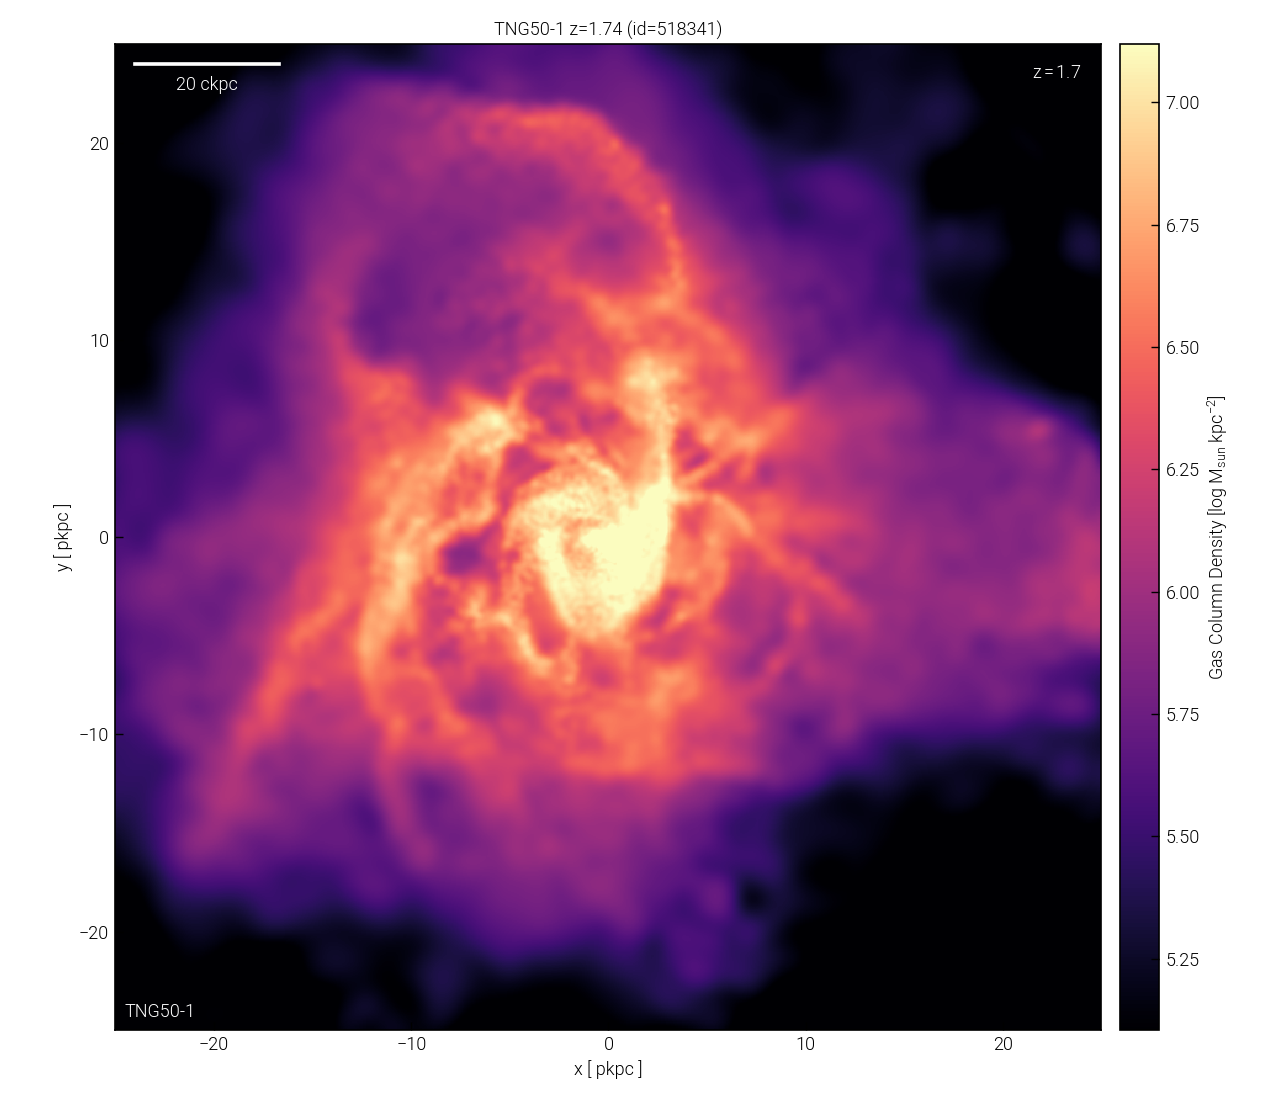 TNG50-1 z=1.74 (id=518341)
20 ckpc
z=1.7
20
10
0
−10
−20
y [ pkpc ]
TNG50-1
−20
−10
0
10
20
x [ pkpc ]
7.00
6.75
6.50
6.25
6.00
5.75
5.50
5.25
Gas Column Density [log M_sun kpc^−2]